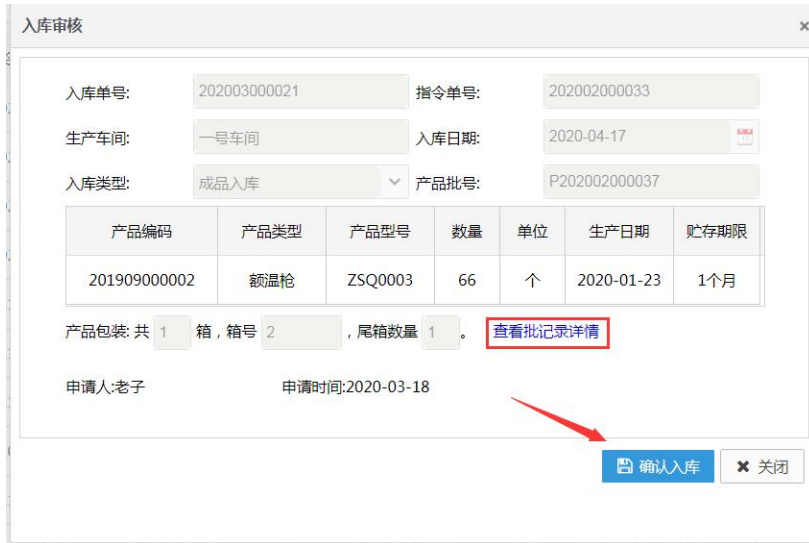 入库审核 ×
入库单号: 202003000021 指令单号: 202002000033
生产车间: 一号车间 入库日期: 2020-04-17
入库类型: 成品入库 产品批号: P202002000037
产品编码 产品类型 产品型号 数量 单位 生产日期 贮存期限
201909000002 额温枪 ZSQ0003 66 个 2020-01-23 1个月
产品包装: 共 1 箱，箱号 2 ，尾箱数量 1 。 查看批记录详情
申请人:老子 申请时间:2020-03-18
确认入库 ✖ 关闭